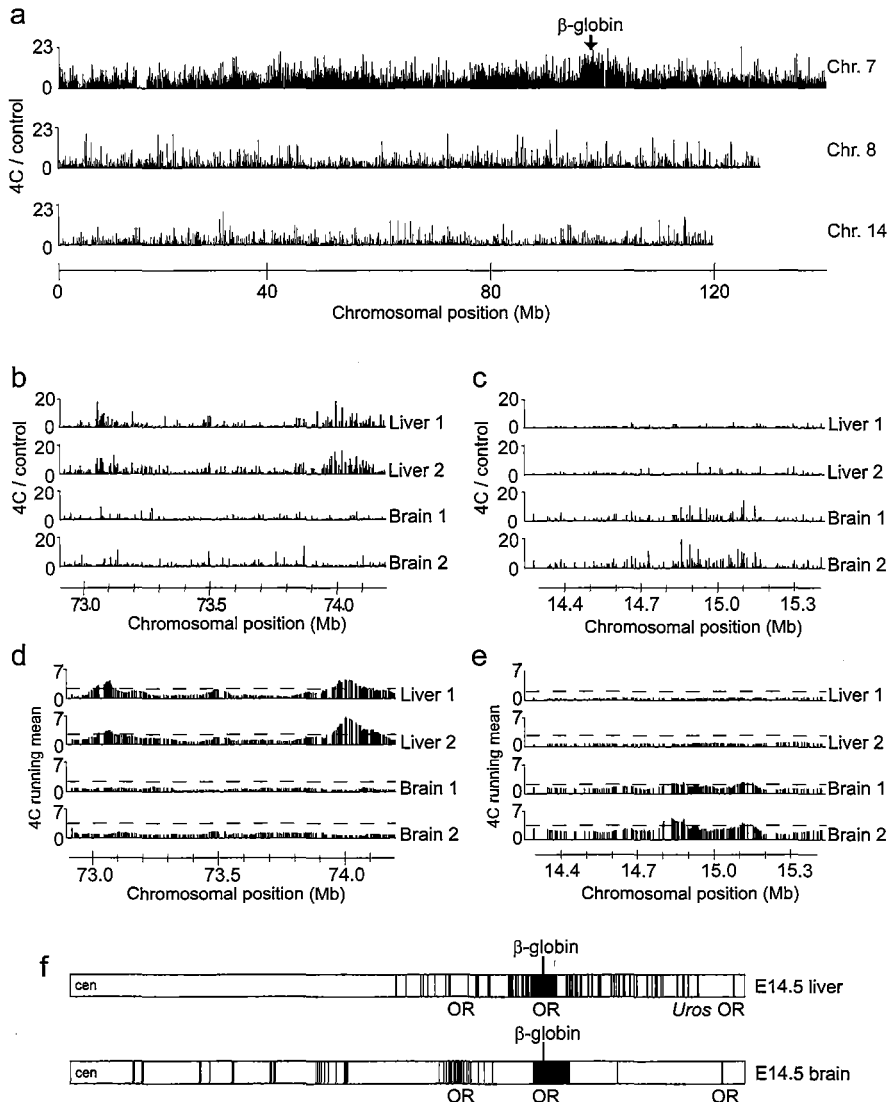 a
β-globin
23
0
Chr. 7
4C / control
23
0
Chr. 8
23
0
Chr. 14
0 40 80 120
Chromosomal position (Mb)
b
20
0
Liver 1
20
0
Liver 2
4C / control
20
0
Brain 1
20
0
Brain 2
73.0 73.5 74.0
Chromosomal position (Mb)
c
20
0
Liver 1
20
0
Liver 2
4C / control
20
0
Brain 1
20
0
Brain 2
14.4 14.7 15.0 15.3
Chromosomal position (Mb)
d
7
0
Liver 1
7
0
Liver 2
4C running mean
7
0
Brain 1
7
0
Brain 2
73.0 73.5 74.0
Chromosomal position (Mb)
e
7
0
Liver 1
7
0
Liver 2
4C running mean
7
0
Brain 1
7
0
Brain 2
14.4 14.7 15.0 15.3
Chromosomal position (Mb)
f
β-globin
cen
E14.5 liver
OR OR Uros OR
β-globin
cen
E14.5 brain
OR OR OR